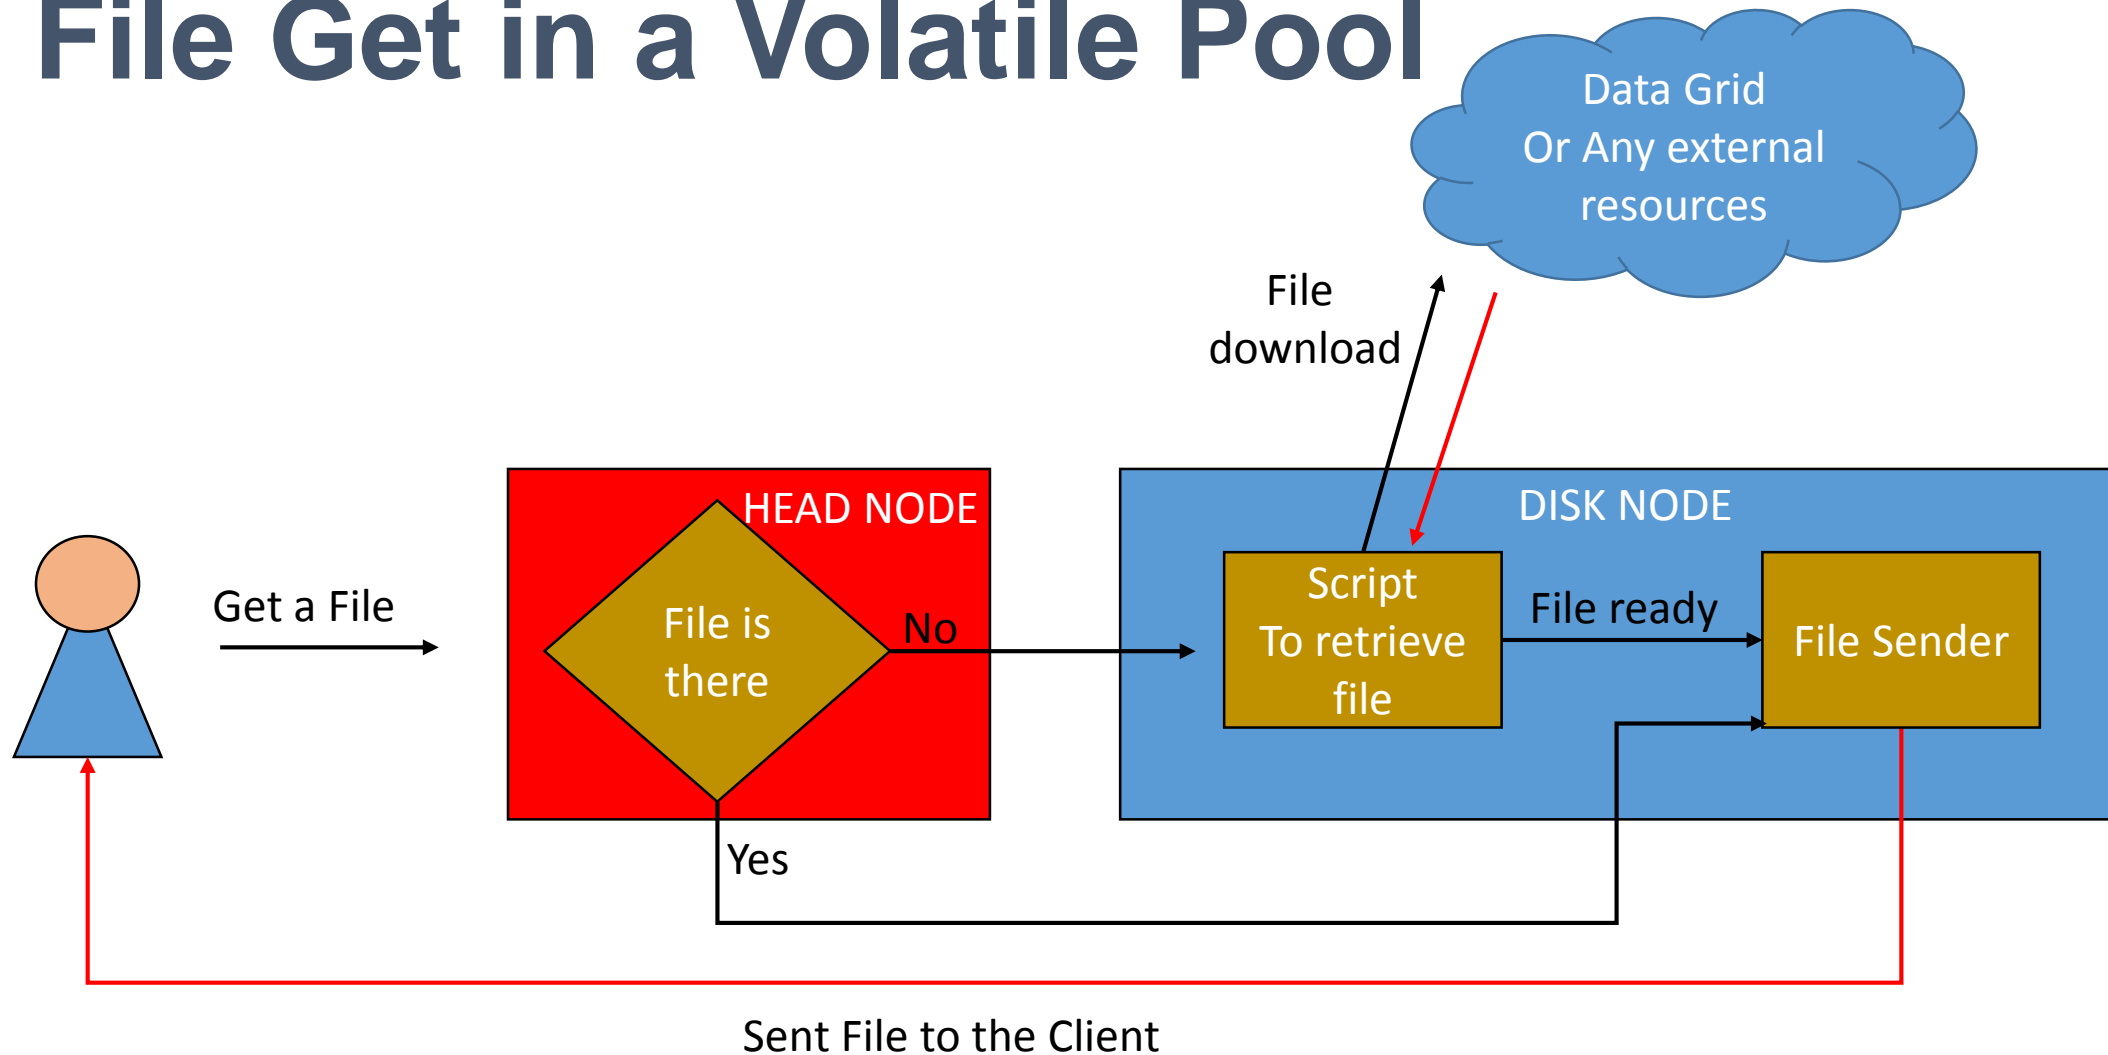 File Get in a Volatile Pool
Data Grid
Or Any external
resources
File
download
HEAD NODE
DISK NODE
Get a File
File is
there
No
Script
To retrieve
file
File ready
File Sender
Yes
Sent File to the Client